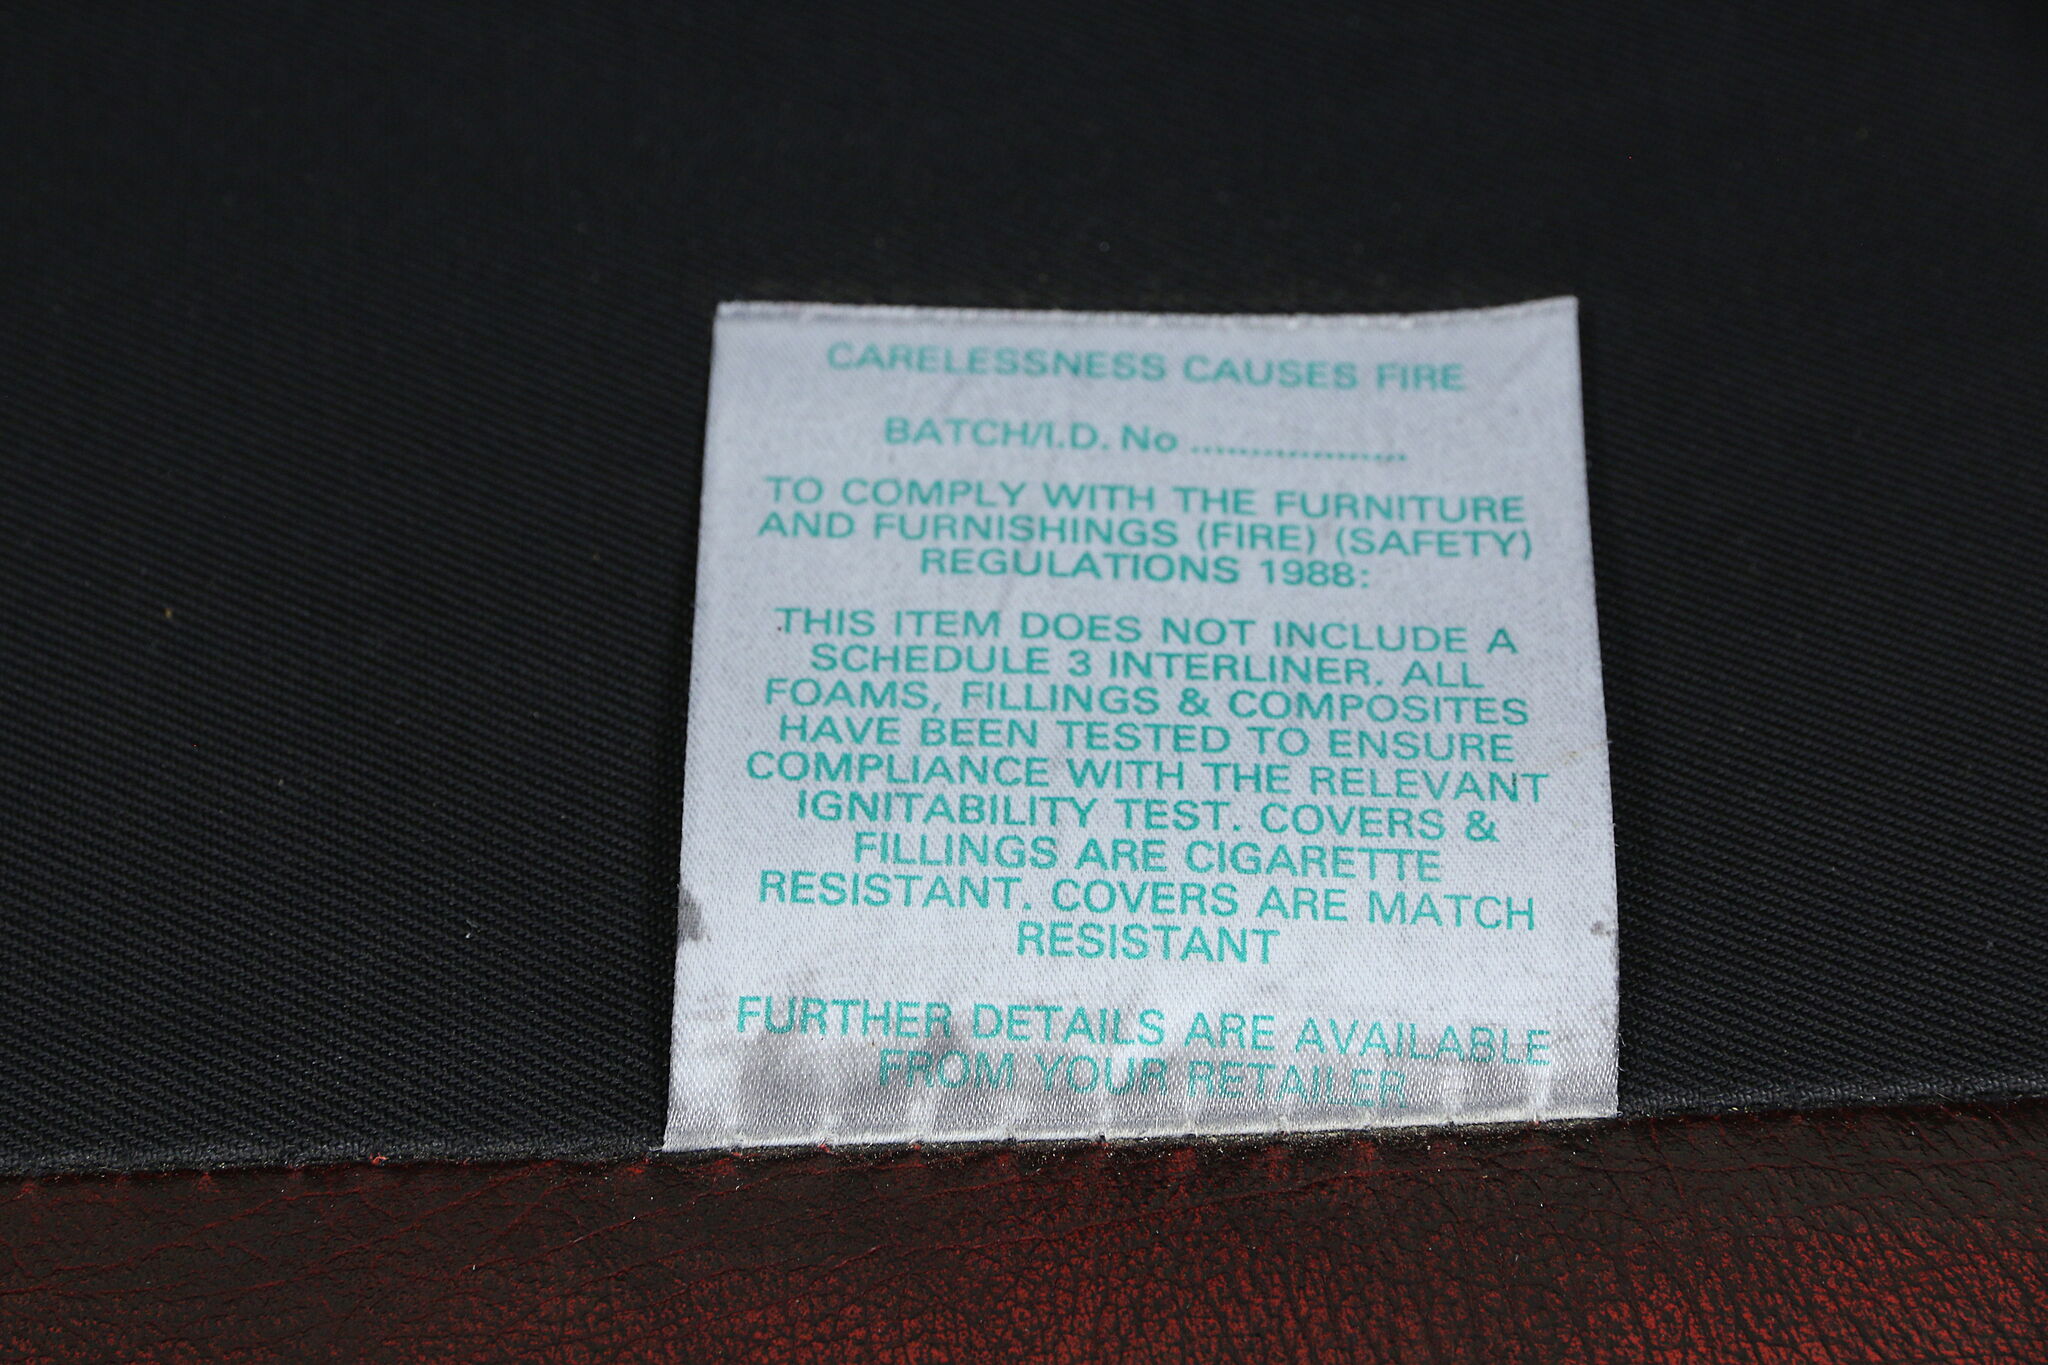 CARELESSNESS CAUSES FIRE
BATCH/I.D. No ......................
TO COMPLY WITH THE FURNITURE
AND FURNISHINGS (FIRE) (SAFETY)
REGULATIONS 1988:
THIS ITEM DOES NOT INCLUDE A
SCHEDULE 3 INTERLINER. ALL
FOAMS, FILLINGS & COMPOSITES
HAVE BEEN TESTED TO ENSURE
COMPLIANCE WITH THE RELEVANT
IGNITABILITY TEST. COVERS &
FILLINGS ARE CIGARETTE
RESISTANT. COVERS ARE MATCH
RESISTANT
FURTHER DETAILS ARE AVAILABLE
FROM YOUR RETAILER